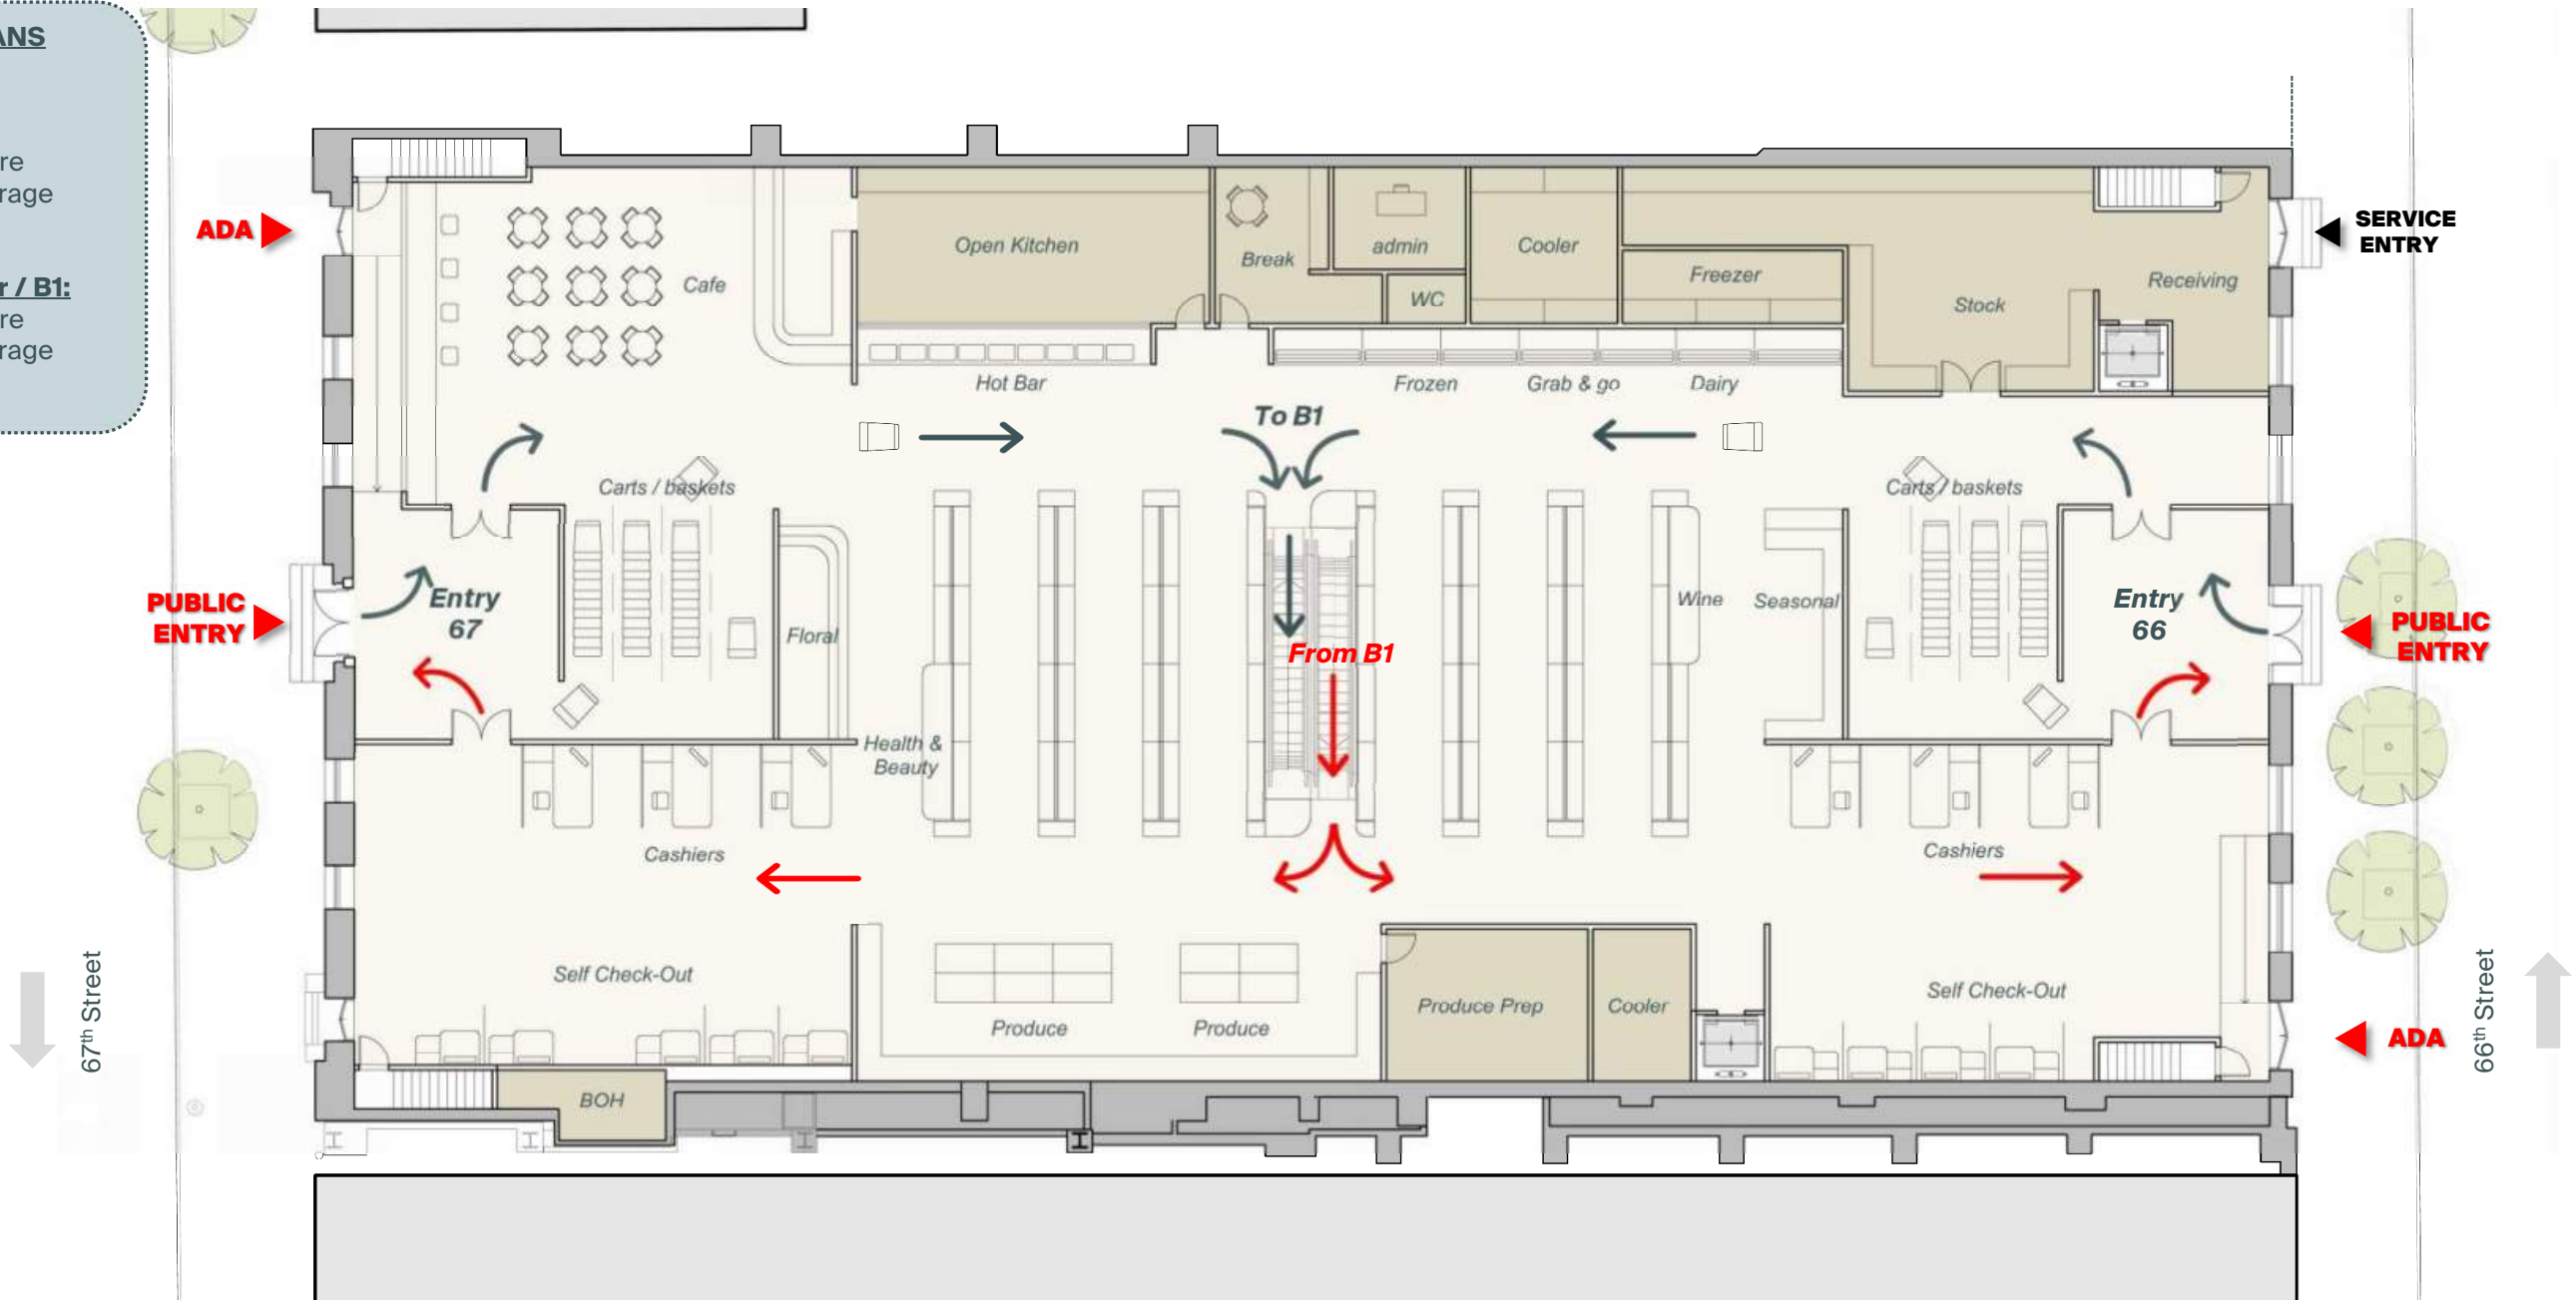 ANS
re
rage
r / B1:
re
rage
ADA
SERVICE
ENTRY
Open Kitchen
Break
admin
WC
Cooler
Freezer
Stock
Receiving
Cafe
Hot Bar
Frozen
Grab & go
Dairy
To B1
Carts / baskets
Carts / baskets
PUBLIC
ENTRY
Entry
67
Floral
Wine
Seasonal
Entry
66
PUBLIC
ENTRY
From B1
Health &
Beauty
Cashiers
Cashiers
Self Check-Out
Produce
Produce
Produce Prep
Cooler
Self Check-Out
ADA
BOH
67th Street
66th Street